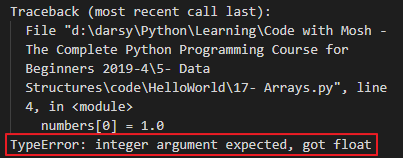 Traceback (most recent call last):
File "d:\darsy\Python\Learning\Code with Mosh -
The Complete Python Programming Course for
Beginners 2019-4\5- Data
Structures\code\HelloWorld\17- Arrays.py", line
4, in <module>
numbers[0] = 1.0
TypeError: integer argument expected, got float